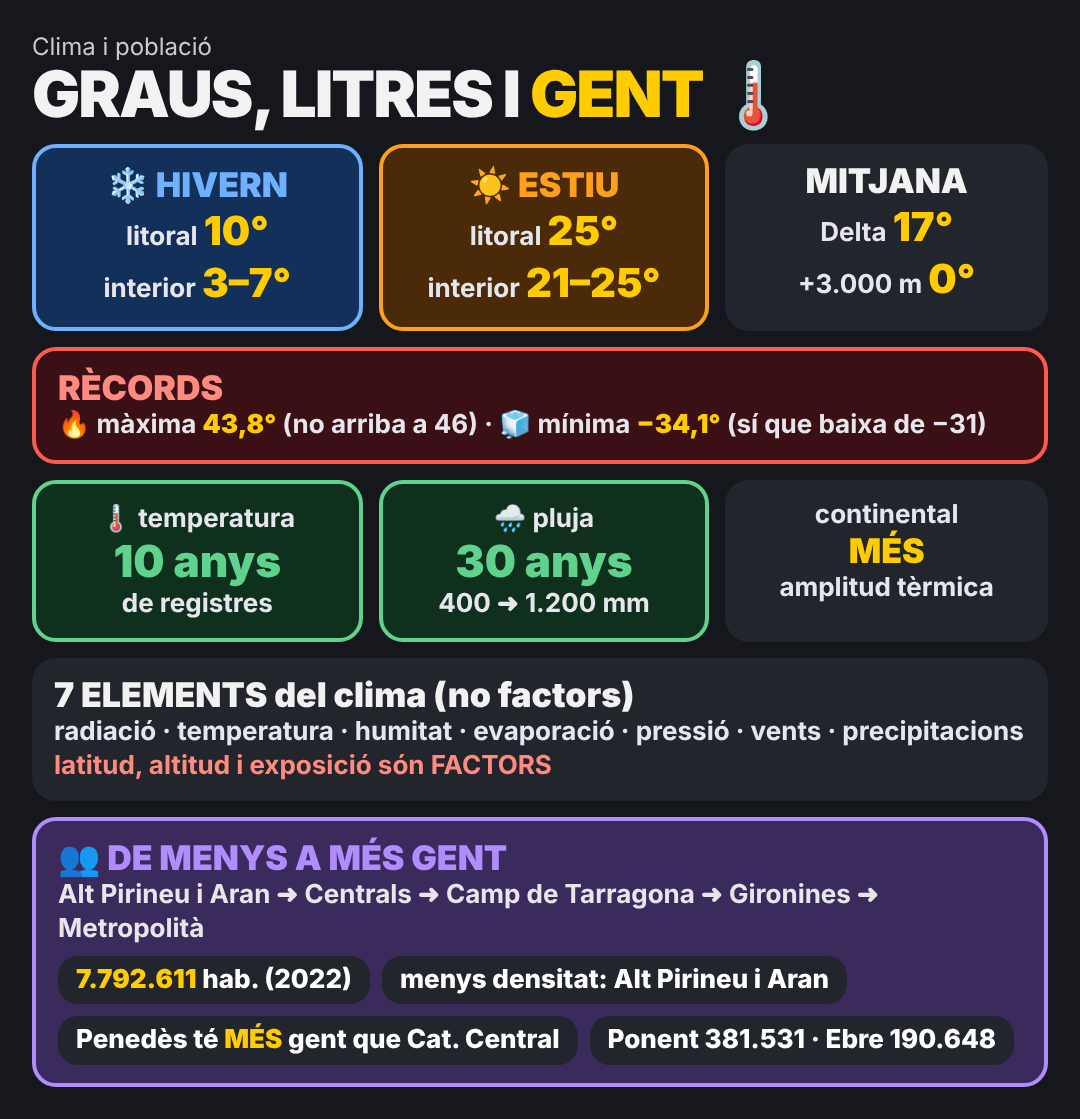 Clima i població
GRAUS, LITRES I GENT 🌡️
❄️ HIVERN
litoral 10°
interior 3–7°
☀️ ESTIU
litoral 25°
interior 21–25°
MITJANA
Delta 17°
+3.000 m 0°
RÈCORDS
🔥 màxima 43,8° (no arriba a 46) · 🧊 mínima −34,1° (sí que baixa de −31)
🌡️ temperatura
10 anys
de registres
🌧️ pluja
30 anys
400 ➜ 1.200 mm
continental
MÉS
amplitud tèrmica
7 ELEMENTS del clima (no factors)
radiació · temperatura · humitat · evaporació · pressió · vents · precipitacions
latitud, altitud i exposició són FACTORS
👥 DE MENYS A MÉS GENT
Alt Pirineu i Aran ➜ Centrals ➜ Camp de Tarragona ➜ Gironines ➜
Metropolità
7.792.611 hab. (2022)
menys densitat: Alt Pirineu i Aran
Penedès té MÉS gent que Cat. Central
Ponent 381.531 · Ebre 190.648